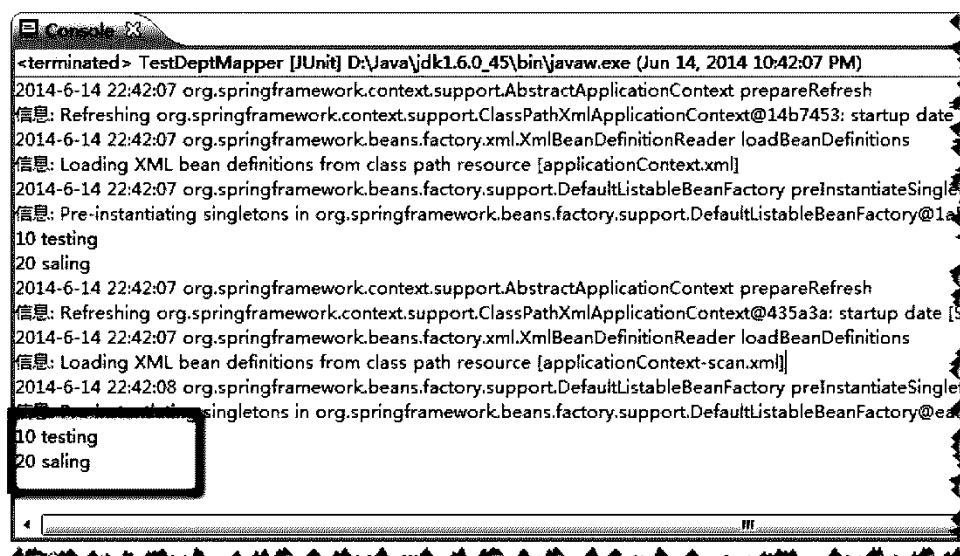 Console
<terminated> TestDeptMapper [JUnit] D:\Java\jdk1.6.0_45\bin\javaw.exe (Jun 14, 2014 10:42:07 PM)
2014-6-14 22:42:07 org.springframework.context.support.AbstractApplicationContext prepareRefresh
信息: Refreshing org.springframework.context.support.ClassPathXmlApplicationContext@14b7453: startup date
2014-6-14 22:42:07 org.springframework.beans.factory.xml.XmlBeanDefinitionReader loadBeanDefinitions
信息: Loading XML bean definitions from class path resource [applicationContext.xml]
2014-6-14 22:42:07 org.springframework.beans.factory.support.DefaultListableBeanFactory preInstantiateSingle
信息: Pre-instantiating singletons in org.springframework.beans.factory.support.DefaultListableBeanFactory@1a
10 testing
20 saling
2014-6-14 22:42:07 org.springframework.context.support.AbstractApplicationContext prepareRefresh
信息: Refreshing org.springframework.context.support.ClassPathXmlApplicationContext@435a3a: startup date [S
2014-6-14 22:42:07 org.springframework.beans.factory.xml.XmlBeanDefinitionReader loadBeanDefinitions
信息: Loading XML bean definitions from class path resource [applicationContext-scan.xml]
2014-6-14 22:42:08 org.springframework.beans.factory.support.DefaultListableBeanFactory preInstantiateSingle
信息: Pre-instantiating singletons in org.springframework.beans.factory.support.DefaultListableBeanFactory@ea
10 testing
20 saling